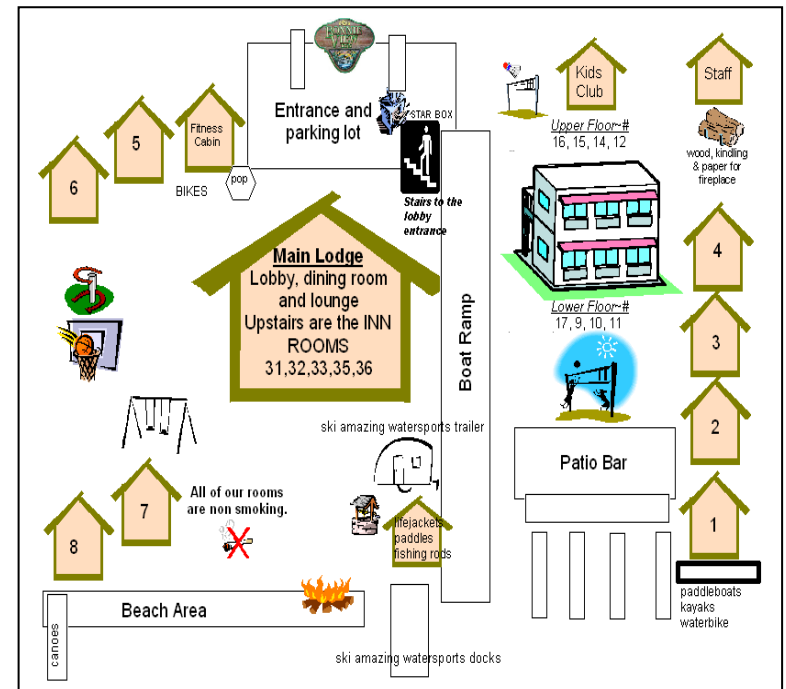 BONNIE VIEW
Entrance and
parking lot
STAR BOX
Stairs to the
lobby
entrance
Kids
Club
Staff
wood, kindling
& paper for
fireplace
Upper Floor~#
16, 15, 14, 12
Lower Floor~#
17, 9, 10, 11
Fitness
Cabin
5
6
BIKES
pop
Main Lodge
Lobby, dining room
and lounge
Upstairs are the INN
ROOMS
31,32,33,35,36
Boat Ramp
4
3
2
1
ski amazing watersports trailer
Patio Bar
All of our rooms
are non smoking.
7
8
lifejackets
paddles
fishing rods
paddleboats
kayaks
waterbike
Beach Area
canoes
ski amazing watersports docks